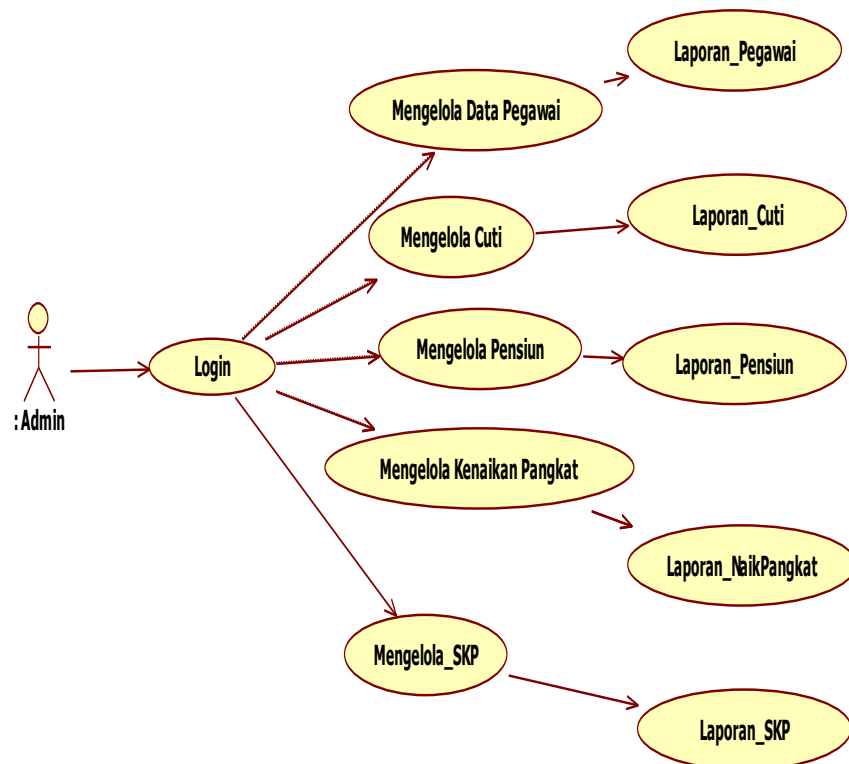 Laporan_Pegawai
Mengelola Data Pegawai
Laporan_Cuti
Mengelola Cuti
Mengelola Pensiun
Laporan_Pensiun
Login
: Admin
Mengelola Kenaikan Pangkat
Laporan_NaikPangkat
Mengelola_SKP
Laporan_SKP